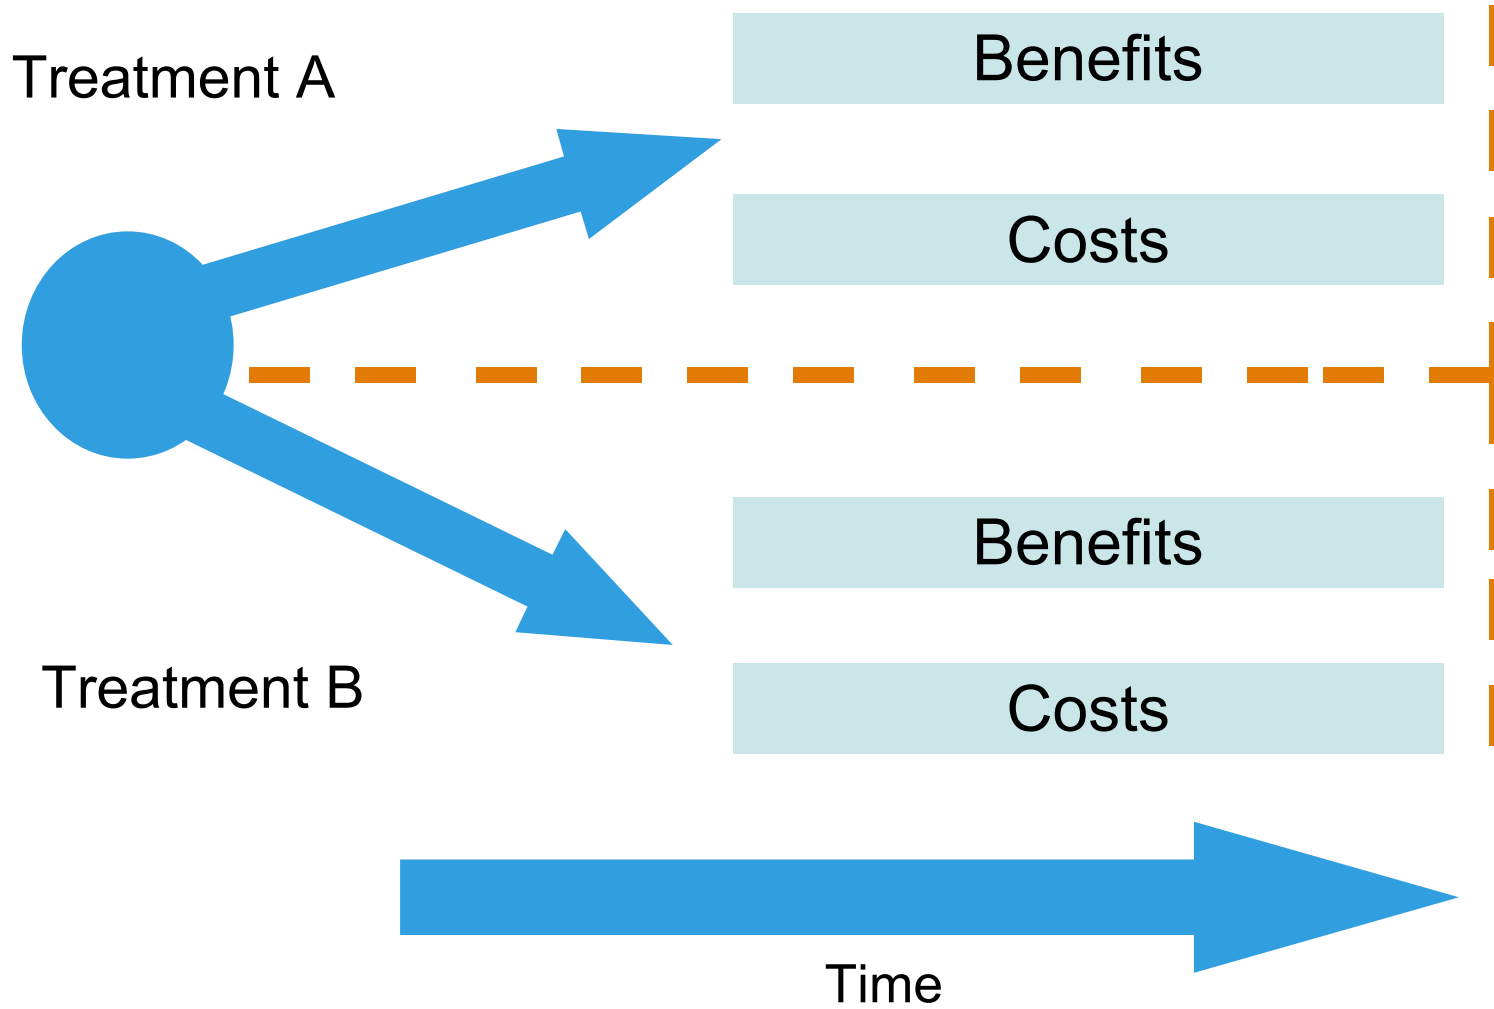 Treatment A
Benefits
Costs
Benefits
Costs
Treatment B
Time